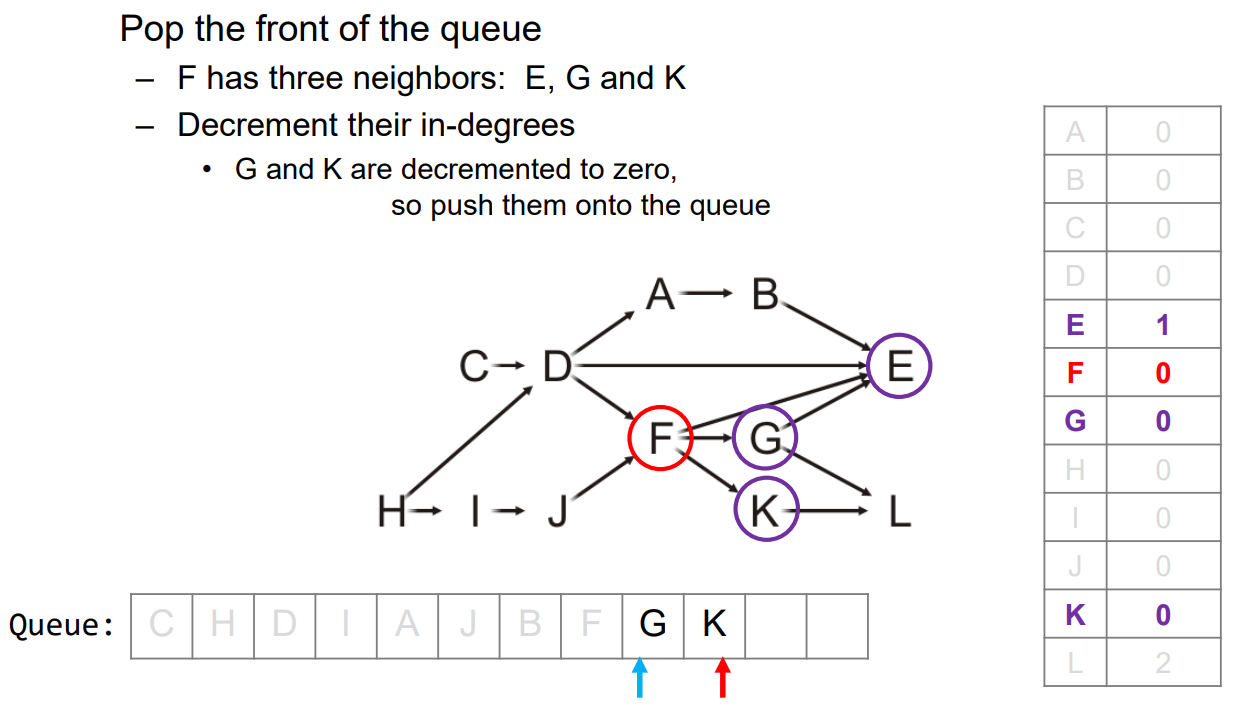 Pop the front of the queue
– F has three neighbors: E, G and K
– Decrement their in-degrees
• G and K are decremented to zero,
so push them onto the queue
A B
C D E
F G
H I J K L
Queue: C H D I A J B F G K
A 0
B 0
C 0
D 0
E 1
F 0
G 0
H 0
I 0
J 0
K 0
L 2